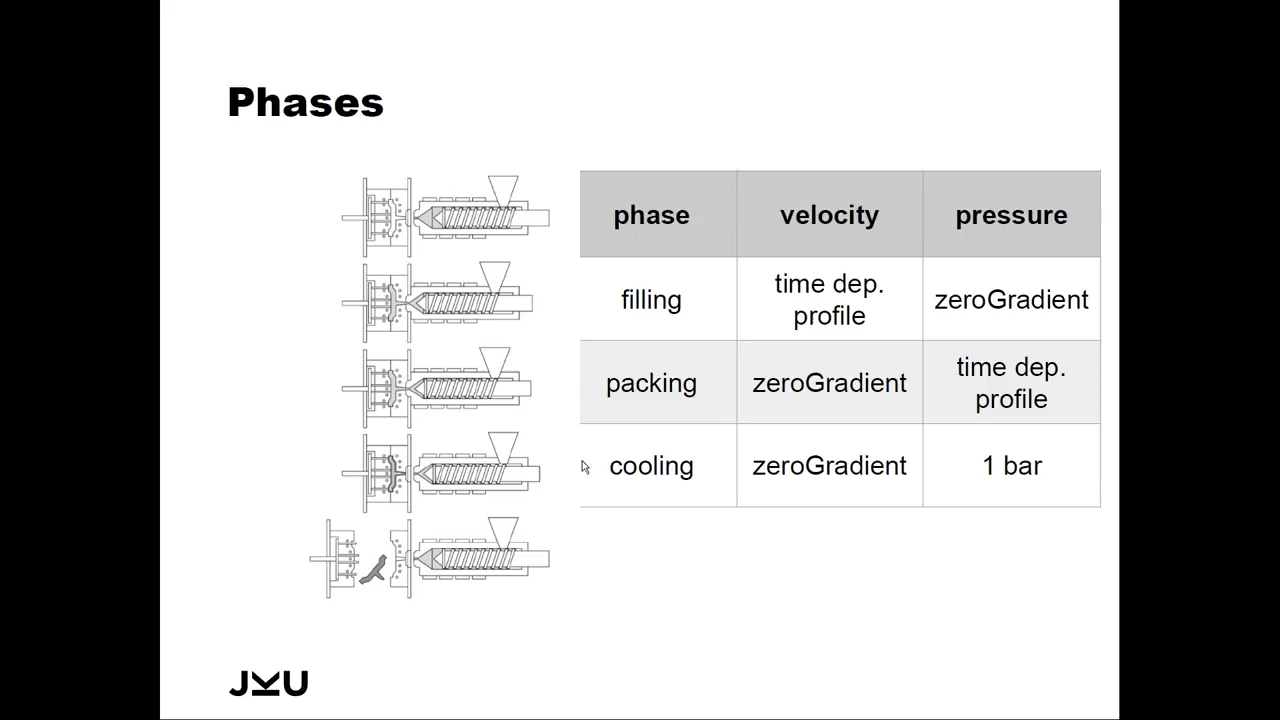 Phases
phase velocity pressure
filling time dep. profile zeroGradient
packing zeroGradient time dep. profile
cooling zeroGradient 1 bar
JKU